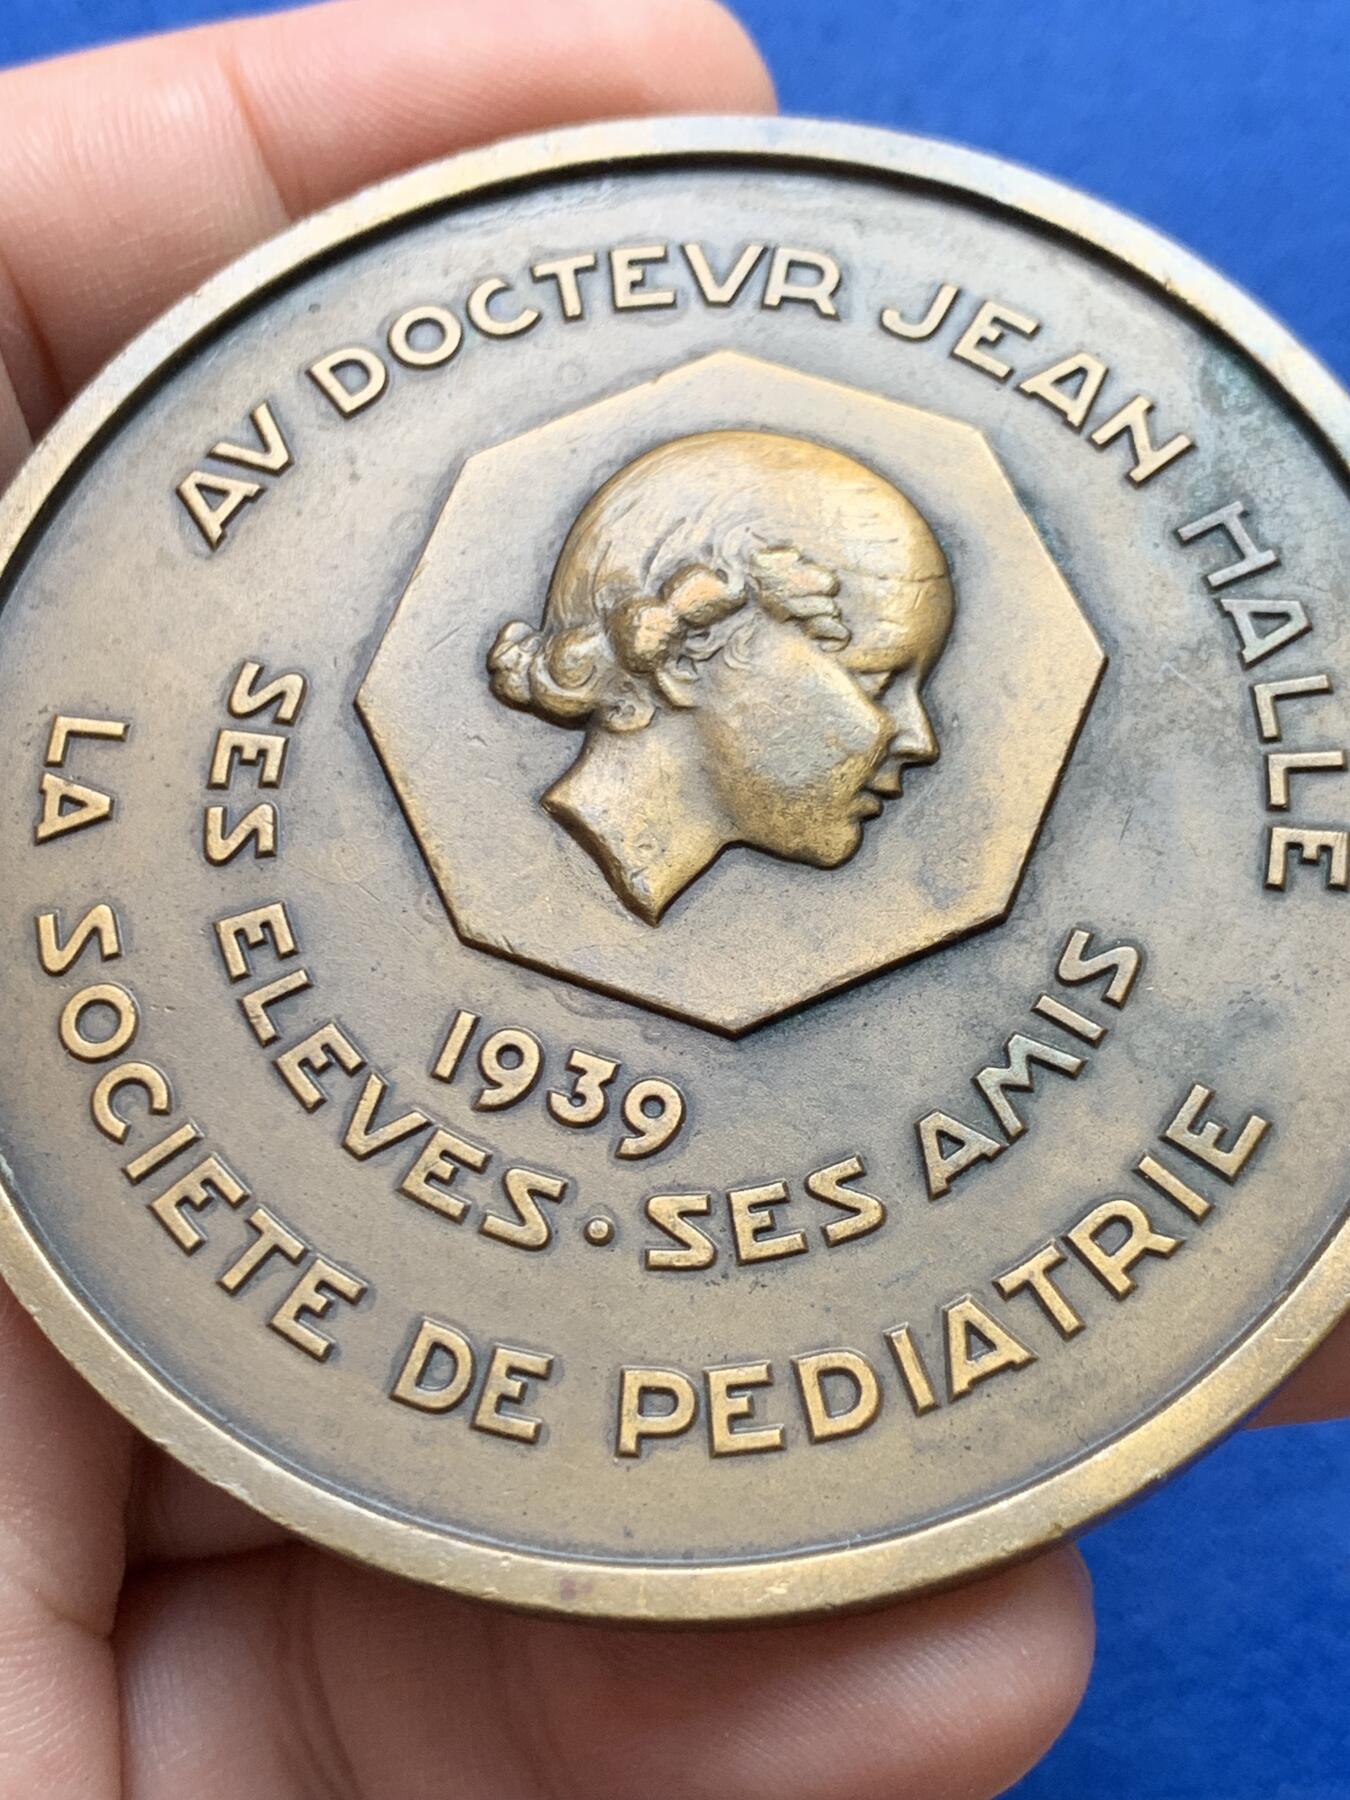 AV DOCTEVR JEAN HALLE
1939
SES ELEVES · SES AMIS
LA SOCIETE DE PEDIATRIE